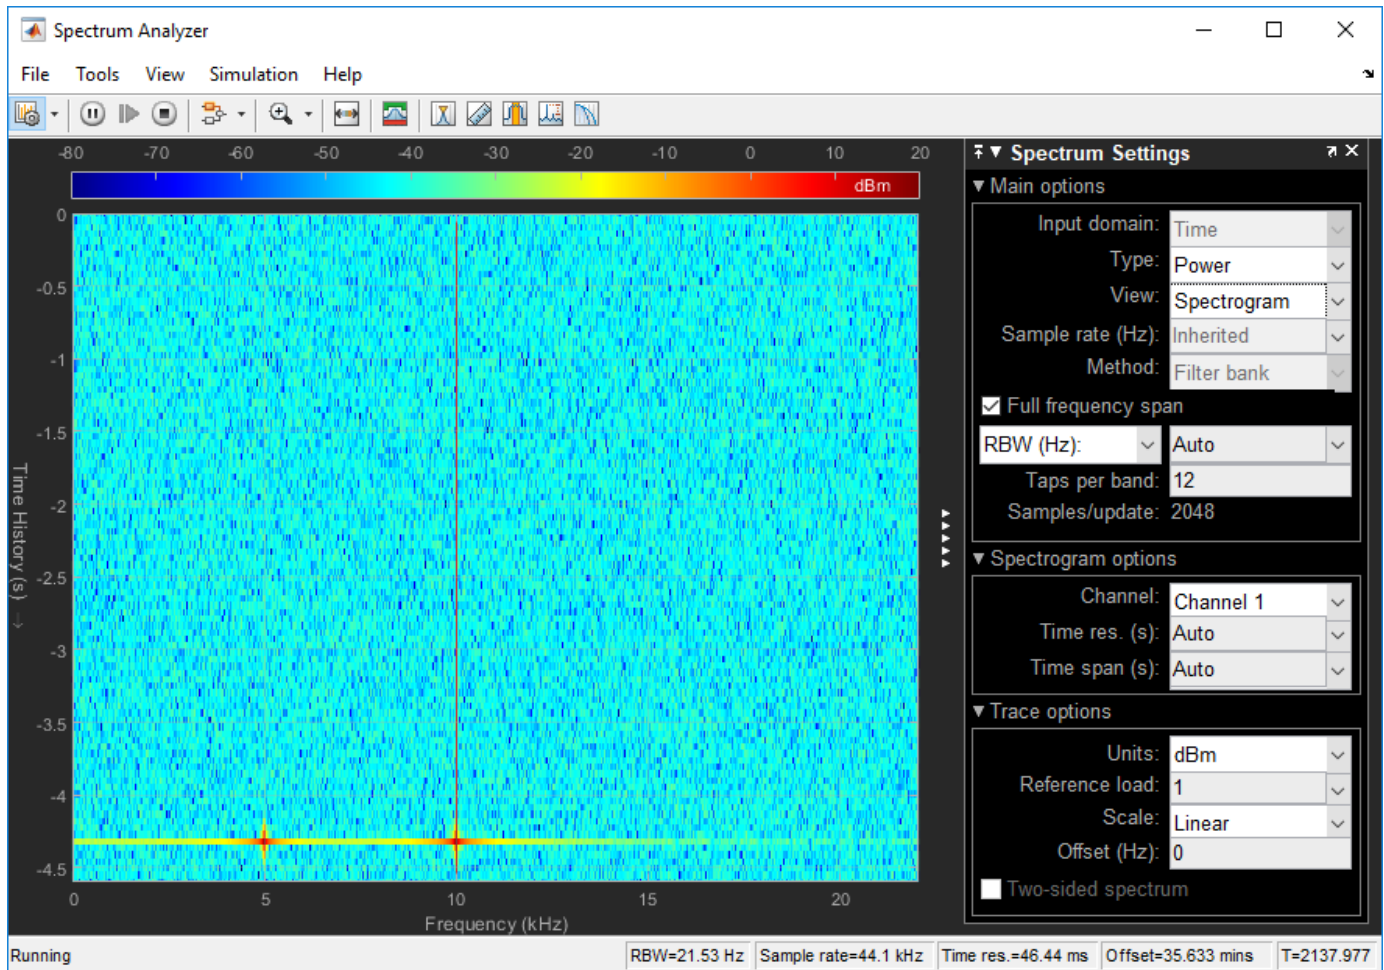 Spectrum Analyzer
File Tools View Simulation Help
-80 -70 -60 -50 -40 -30 -20 -10 0 10 20
dBm
0
-0.5
-1
-1.5
-2
-2.5
-3
-3.5
-4
-4.5
Time History (s) →
0 5 10 15 20
Frequency (kHz)
Spectrum Settings
Main options
Input domain: Time
Type: Power
View: Spectrogram
Sample rate (Hz): Inherited
Method: Filter bank
Full frequency span
RBW (Hz): Auto
Taps per band: 12
Samples/update: 2048
Spectrogram options
Channel: Channel 1
Time res. (s): Auto
Time span (s): Auto
Trace options
Units: dBm
Reference load: 1
Scale: Linear
Offset (Hz): 0
Two-sided spectrum
Running RBW=21.53 Hz Sample rate=44.1 kHz Time res.=46.44 ms Offset=35.633 mins T=2137.977